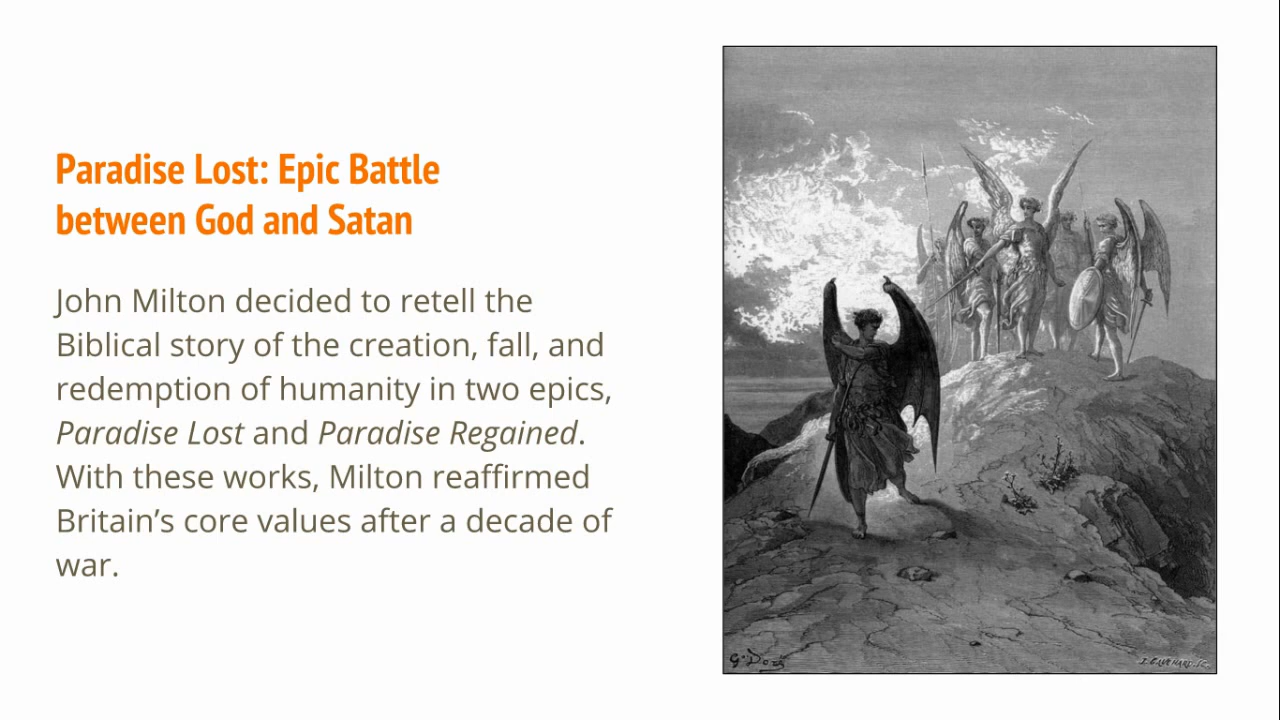 Paradise Lost: Epic Battle
between God and Satan
John Milton decided to retell the
Biblical story of the creation, fall, and
redemption of humanity in two epics,
Paradise Lost and Paradise Regained.
With these works, Milton reaffirmed
Britain’s core values after a decade of
war.
G. Doré